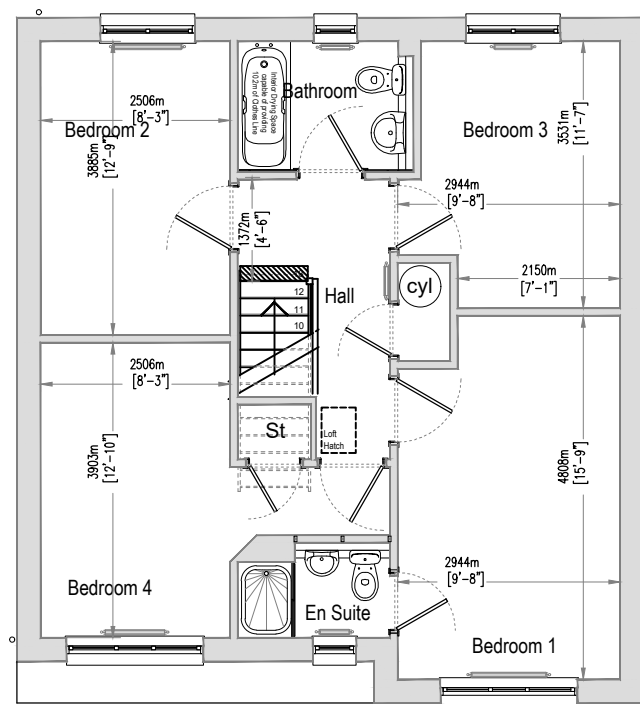 2506m
[8'-3"]
Bedroom 2
3885m
[12'-9"]
Interior Drying Space
capable of providing
10.2m of Clothes Line
Bathroom
Bedroom 3
3531m
[11'-7"]
2944m
[9'-8"]
1372m
[4'-6"]
2150m
[7'-1"]
12
11
10
Hall
cyl
2506m
[8'-3"]
St
Loft
Hatch
3903m
[12'-10"]
4808m
[15'-9"]
2944m
[9'-8"]
Bedroom 4
En Suite
Bedroom 1